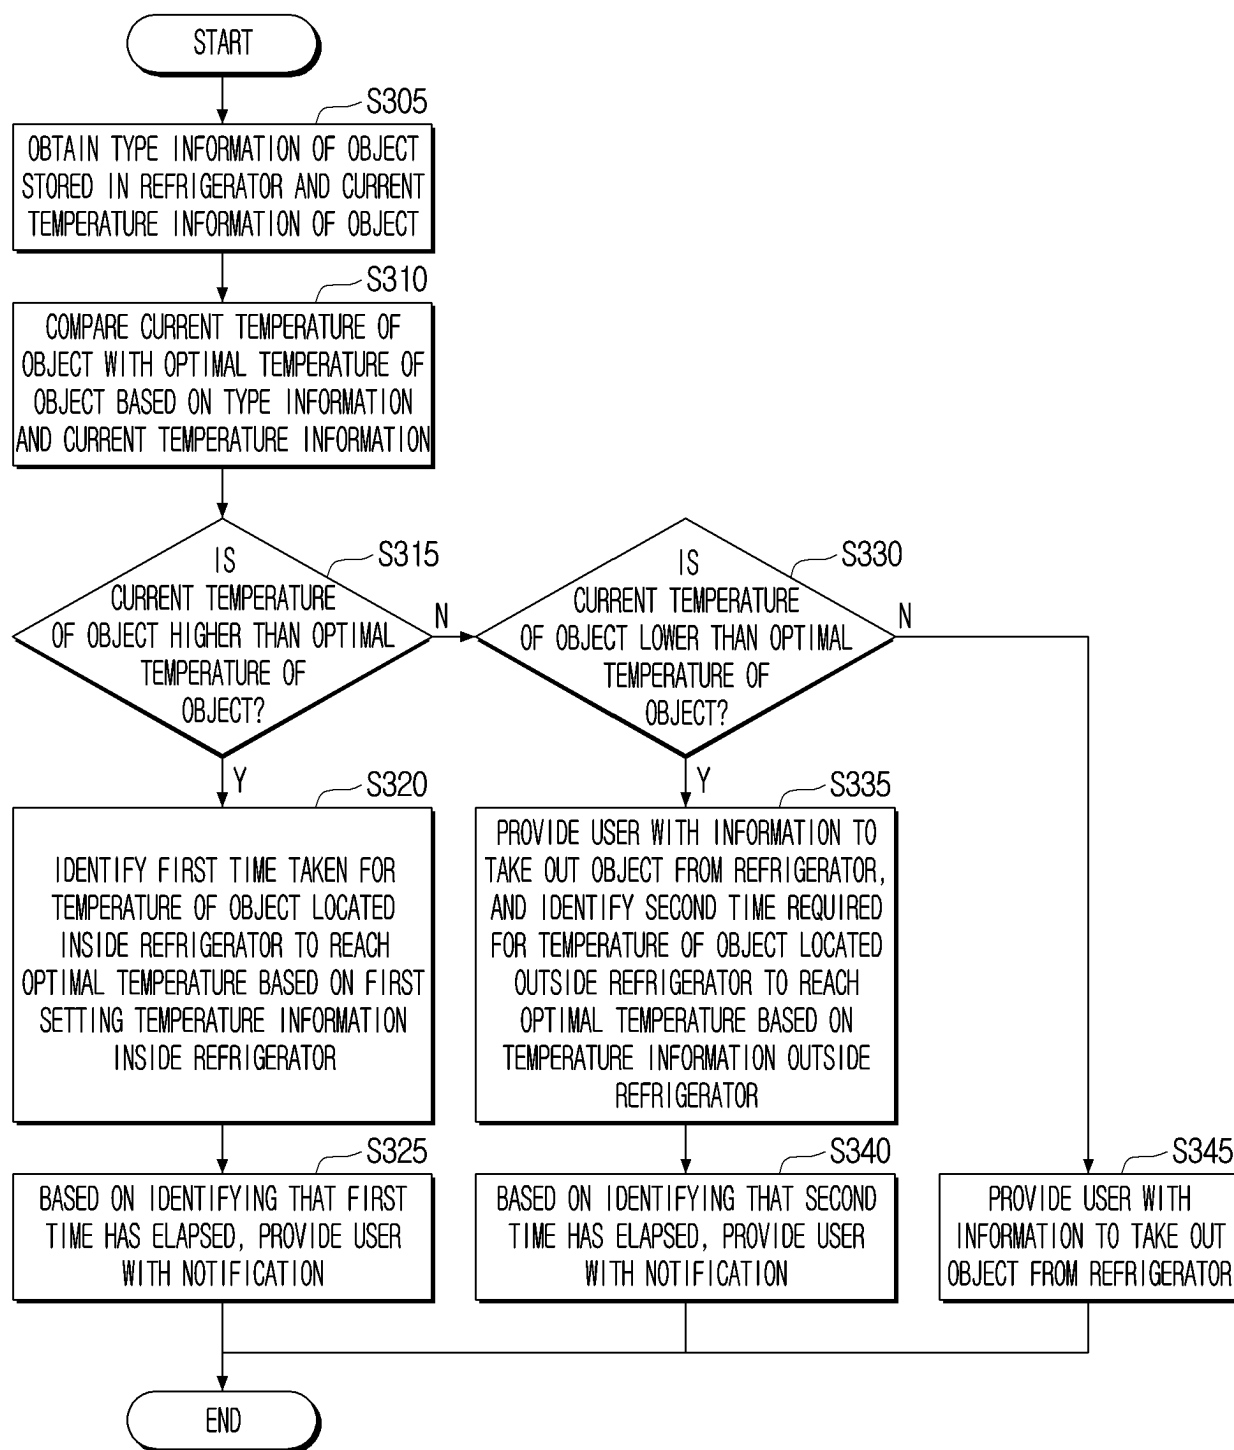 START
S305
OBTAIN TYPE INFORMATION OF OBJECT
STORED IN REFRIGERATOR AND CURRENT
TEMPERATURE INFORMATION OF OBJECT
S310
COMPARE CURRENT TEMPERATURE OF
OBJECT WITH OPTIMAL TEMPERATURE OF
OBJECT BASED ON TYPE INFORMATION
AND CURRENT TEMPERATURE INFORMATION
S315
IS
CURRENT TEMPERATURE
OF OBJECT HIGHER THAN OPTIMAL
TEMPERATURE OF
OBJECT?
N
Y
S330
IS
CURRENT TEMPERATURE
OF OBJECT LOWER THAN OPTIMAL
TEMPERATURE OF
OBJECT?
N
Y
S320
IDENTIFY FIRST TIME TAKEN FOR
TEMPERATURE OF OBJECT LOCATED
INSIDE REFRIGERATOR TO REACH
OPTIMAL TEMPERATURE BASED ON FIRST
SETTING TEMPERATURE INFORMATION
INSIDE REFRIGERATOR
S335
PROVIDE USER WITH INFORMATION TO
TAKE OUT OBJECT FROM REFRIGERATOR,
AND IDENTIFY SECOND TIME REQUIRED
FOR TEMPERATURE OF OBJECT LOCATED
OUTSIDE REFRIGERATOR TO REACH
OPTIMAL TEMPERATURE BASED ON
TEMPERATURE INFORMATION OUTSIDE
REFRIGERATOR
S325
BASED ON IDENTIFYING THAT FIRST
TIME HAS ELAPSED, PROVIDE USER
WITH NOTIFICATION
S340
BASED ON IDENTIFYING THAT SECOND
TIME HAS ELAPSED, PROVIDE USER
WITH NOTIFICATION
S345
PROVIDE USER WITH
INFORMATION TO TAKE OUT
OBJECT FROM REFRIGERATOR
END